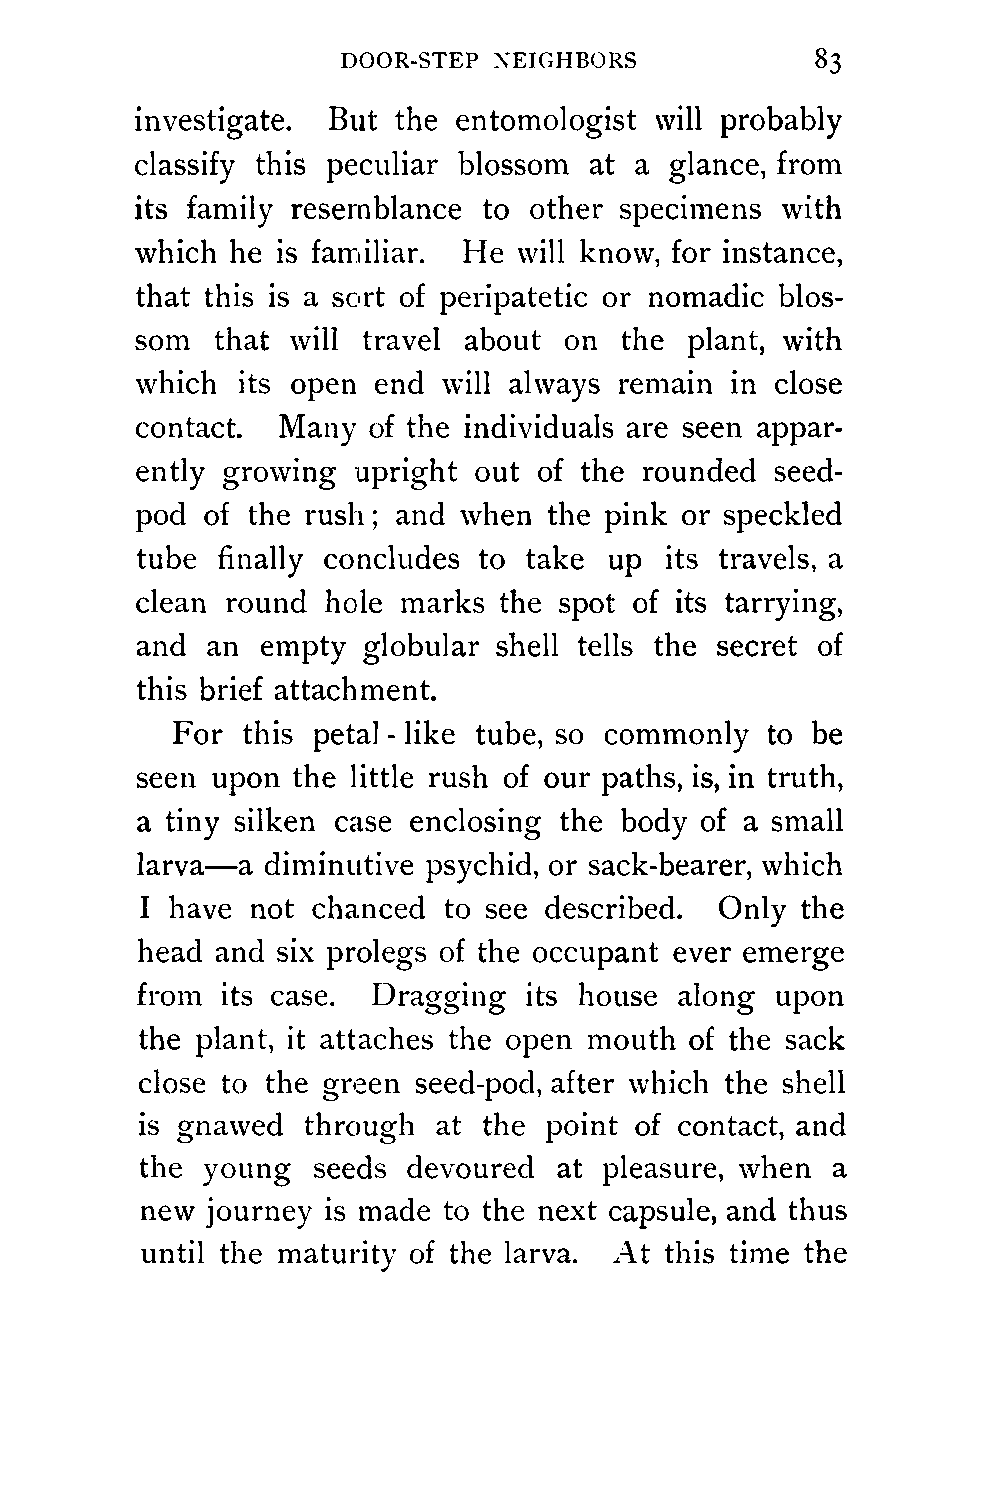 DOOR-STEP NEIGHBORS 83
investigate. But the entomologist will probably
classify this peculiar blossom at a glance, from
its family resemblance to other specimens with
which he is familiar. He will know, for instance,
that this is a sort of peripatetic or nomadic blos-
som that will travel about on the plant, with
which its open end will always remain in close
contact. Many of the individuals are seen appar-
ently growing upright out of the rounded seed-
pod of the rush; and when the pink or speckled
tube finally concludes to take up its travels, a
clean round hole marks the spot of its tarrying,
and an empty globular shell tells the secret of
this brief attachment.
For this petal-like tube, so commonly to be
seen upon the little rush of our paths, is, in truth,
a tiny silken case enclosing the body of a small
larva—a diminutive psychid, or sack-bearer, which
I have not chanced to see described. Only the
head and six prolegs of the occupant ever emerge
from its case. Dragging its house along upon
the plant, it attaches the open mouth of the sack
close to the green seed-pod, after which the shell
is gnawed through at the point of contact, and
the young seeds devoured at pleasure, when a
new journey is made to the next capsule, and thus
until the maturity of the larva. At this time the